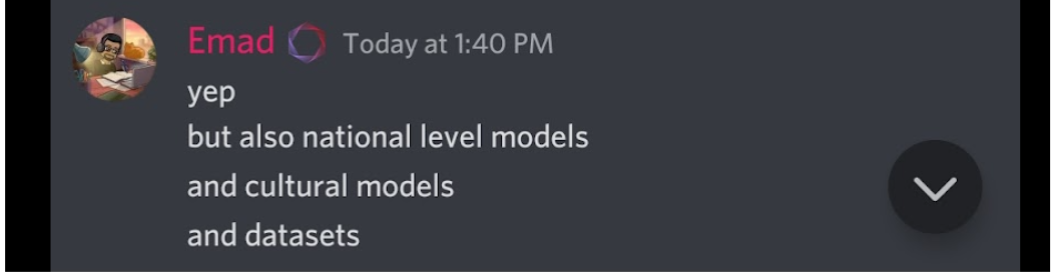 Emad Today at 1:40 PM
yep
but also national level models
and cultural models
and datasets